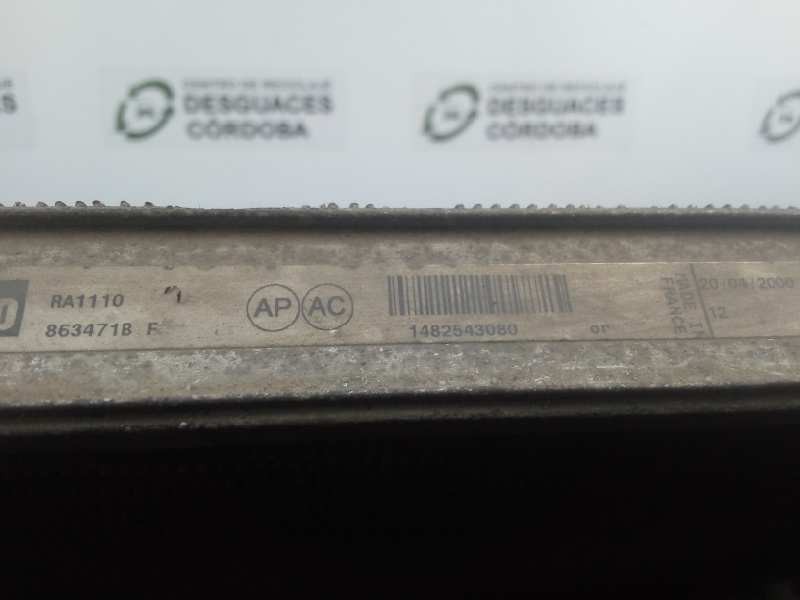 CENTRO DE RECICLAJE
DESGUACES
CÓRDOBA
CENTRO DE RECICLAJE
DESGUACES
CÓRDOBA
RA1110
863471B F
AP AC
1482543080
or
MADE IN
FRANCE
20/04/2000
12